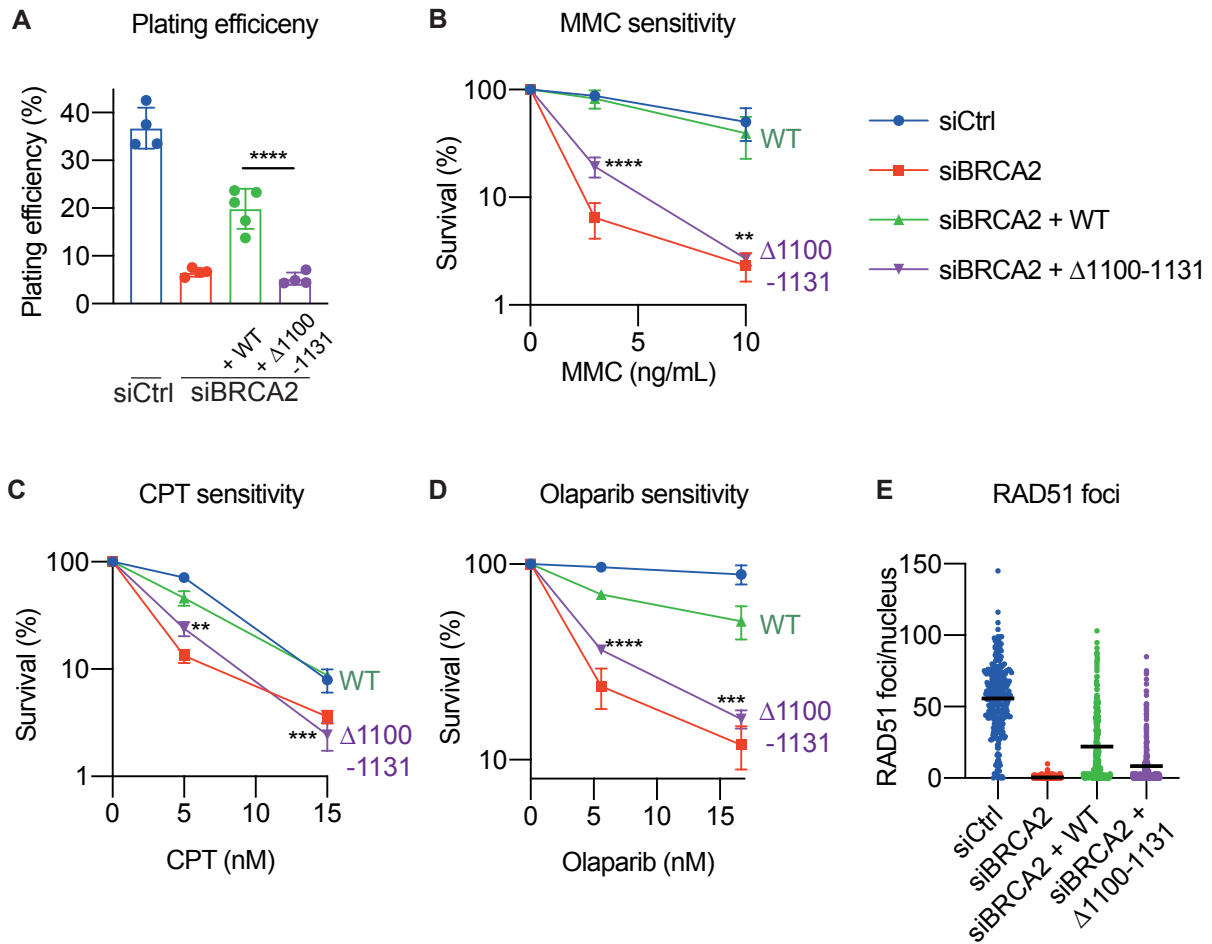 A
Plating efficiceny
Plating efficiency (%)
40
30
20
10
0
****
+ WT
+ Δ1100
-1131
siCtrl
siBRCA2
B
MMC sensitivity
Survival (%)
100
10
1
0
5
10
MMC (ng/mL)
WT
****
**
Δ1100
-1131
siCtrl
siBRCA2
siBRCA2 + WT
siBRCA2 + Δ1100-1131
C
CPT sensitivity
Survival (%)
100
10
1
0
5
10
15
CPT (nM)
**
WT
***
Δ1100
-1131
D
Olaparib sensitivity
Survival (%)
100
10
0
5
10
15
Olaparib (nM)
WT
****
***
Δ1100
-1131
E
RAD51 foci
RAD51 foci/nucleus
150
100
50
0
siCtrl
siBRCA2
siBRCA2 + WT
siBRCA2 +
Δ1100-1131